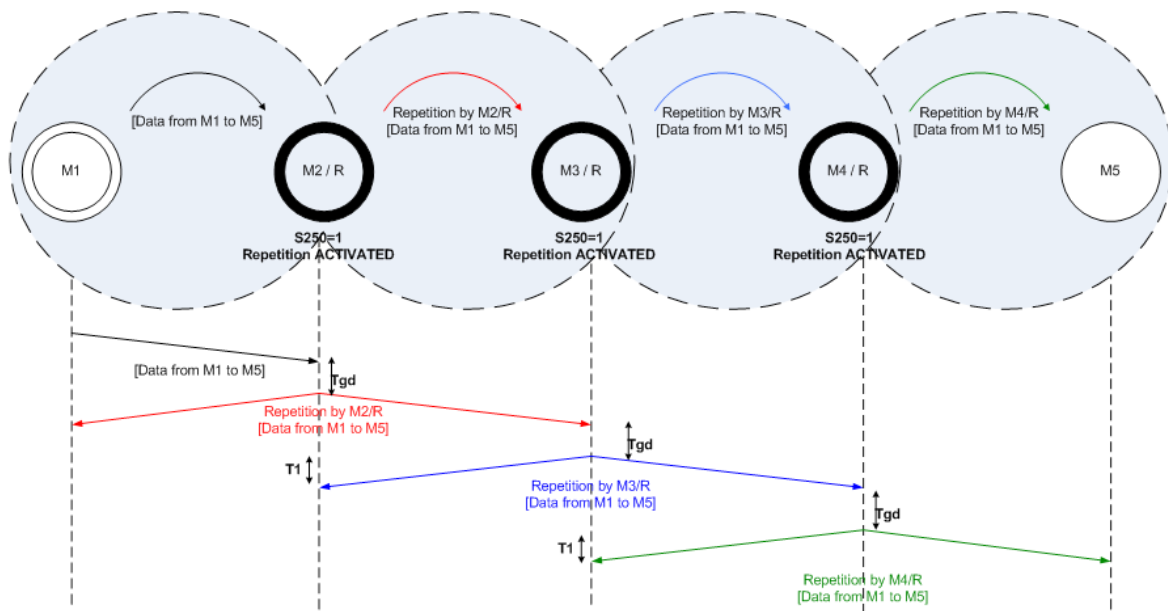 [Data from M1 to M5]
Repetition by M2/R
[Data from M1 to M5]
Repetition by M3/R
[Data from M1 to M5]
Repetition by M4/R
[Data from M1 to M5]
M1
M2 / R
M3 / R
M4 / R
M5
S250=1
Repetition ACTIVATED
S250=1
Repetition ACTIVATED
S250=1
Repetition ACTIVATED
[Data from M1 to M5]
Tgd
Repetition by M2/R
[Data from M1 to M5]
Tgd
T1
Repetition by M3/R
[Data from M1 to M5]
Tgd
T1
Repetition by M4/R
[Data from M1 to M5]